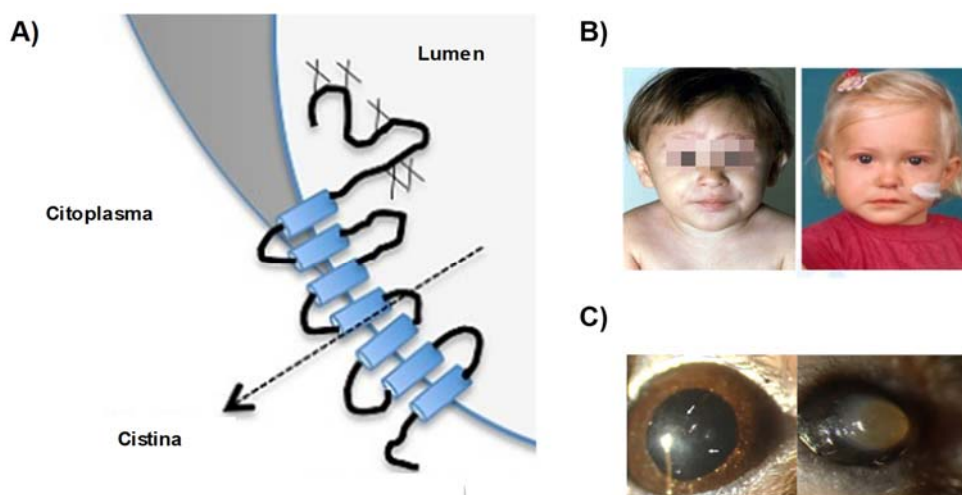 A)
Lumen
Citoplasma
Cistina
B)
C)